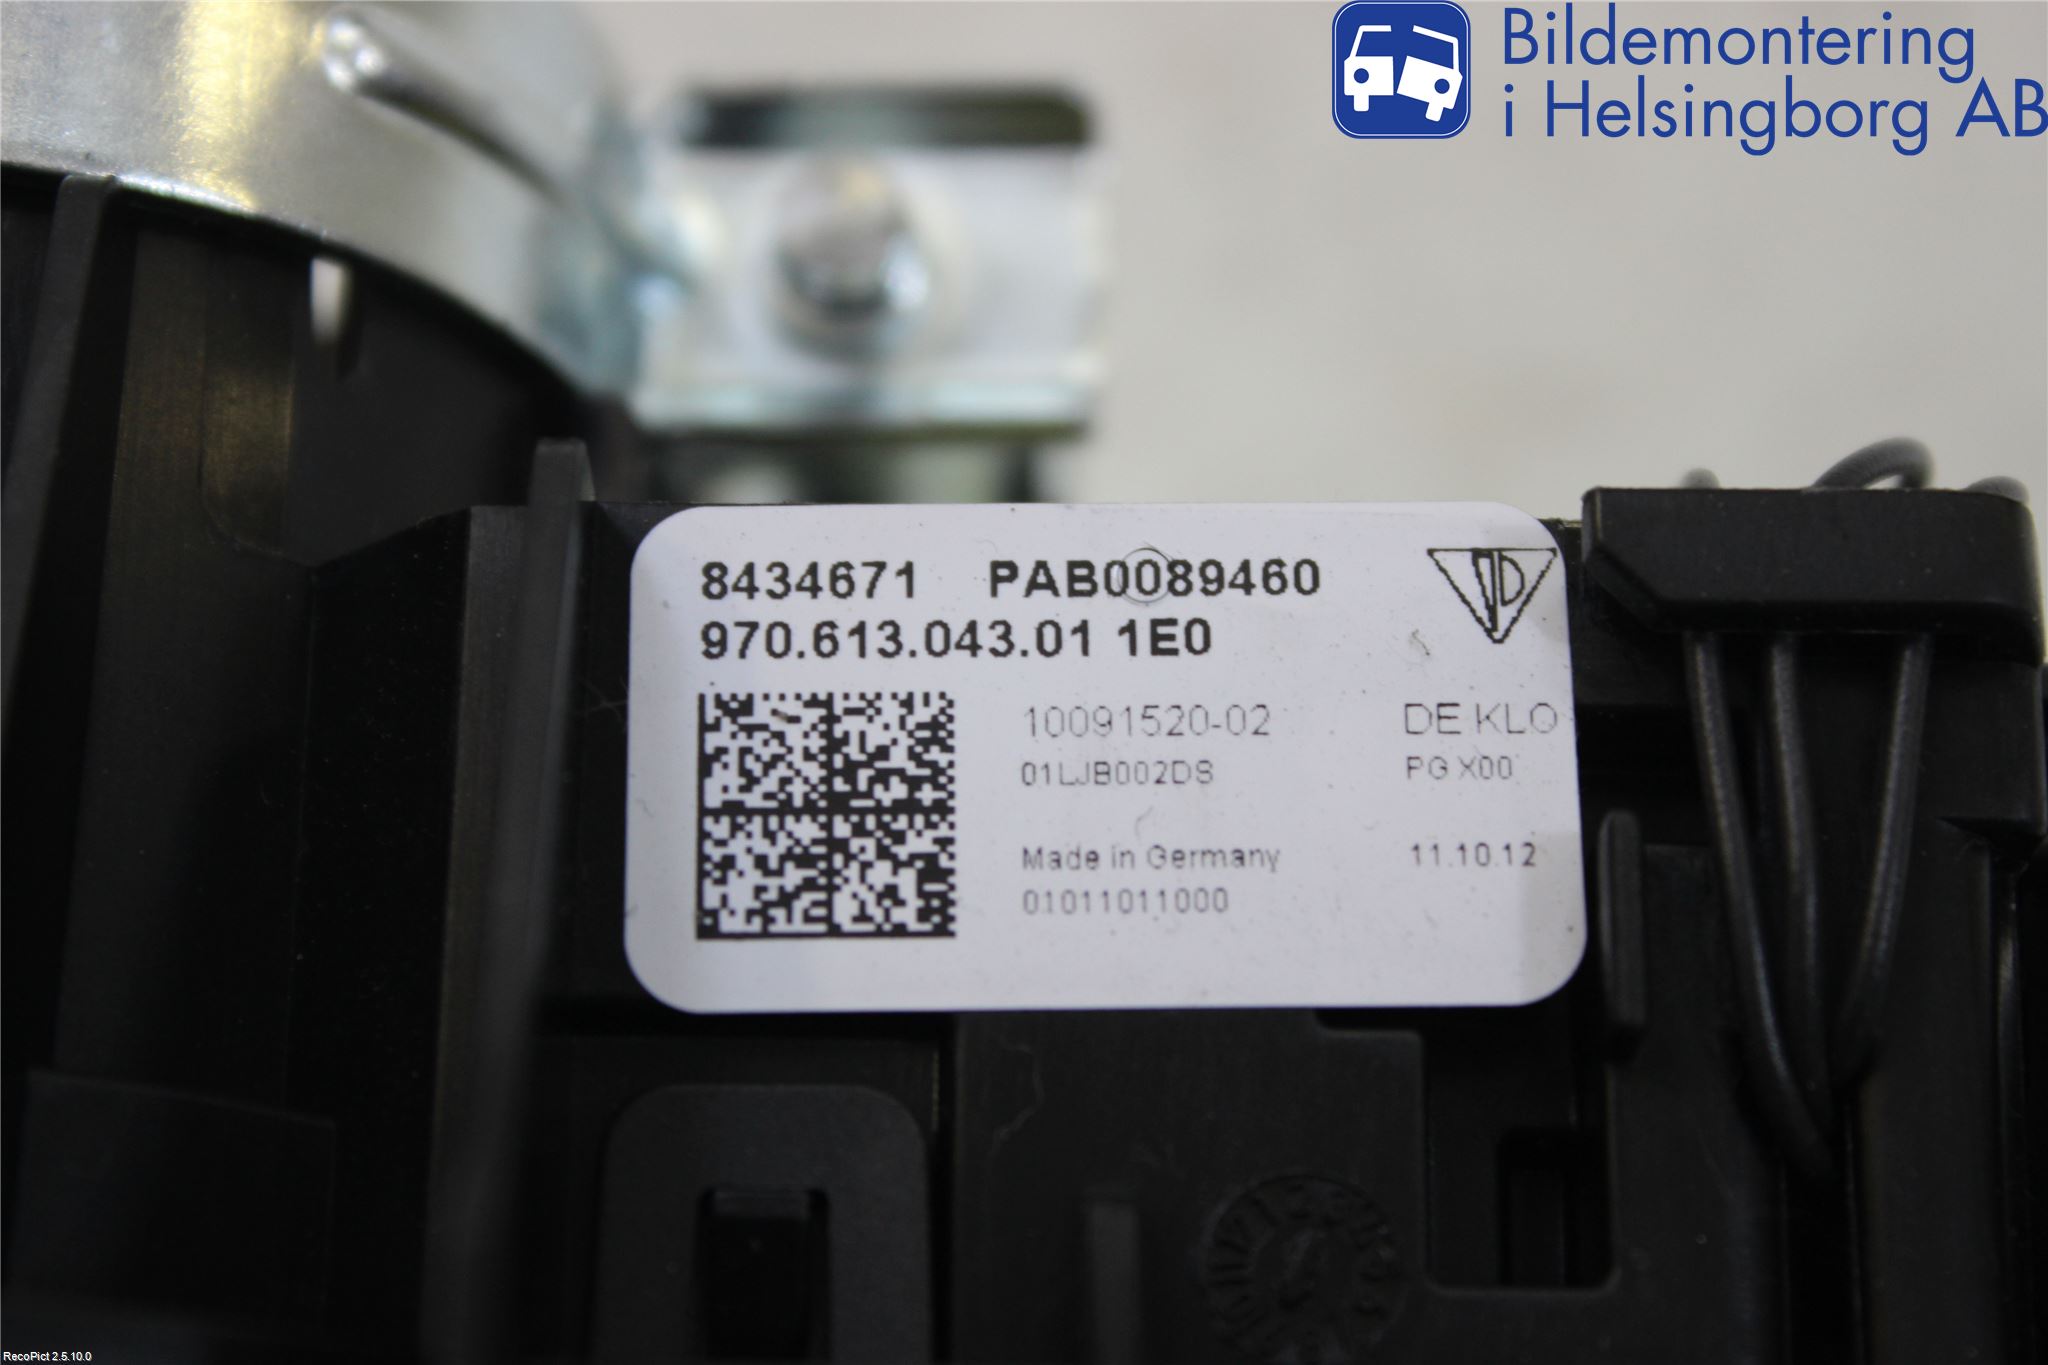 Bildemontering
i Helsingborg AB
8434671 PAB0089460
970.613.043.01 1E0
10091520-02 DE KLO
01LJB002DS PG X00
Made in Germany 11.10.12
01011011000
RecoPict 2.5.10.0